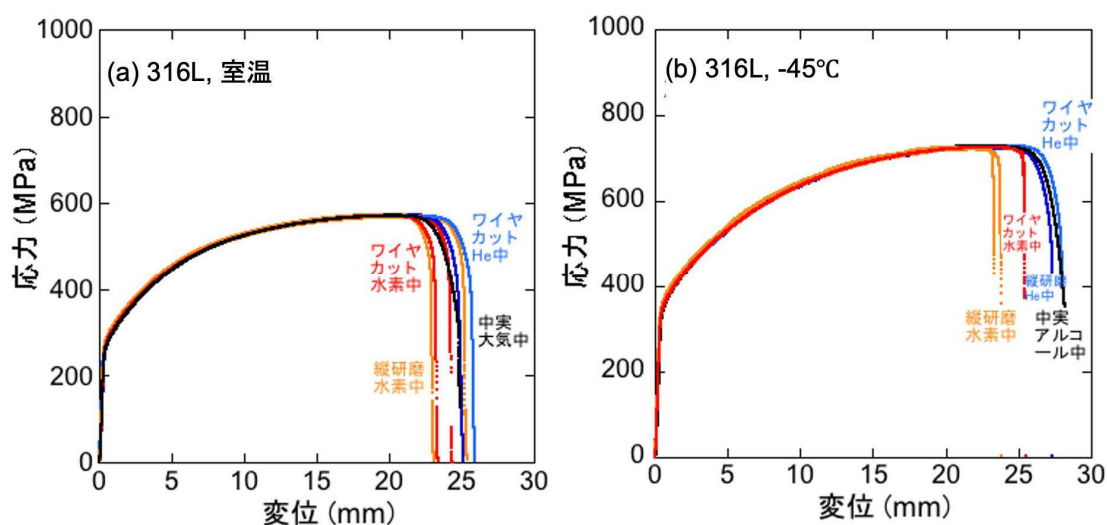 (a) 316L, 室温
応力 (MPa)
1000
800
600
400
200
0
ワイヤ
カット
水素中
ワイヤ
カット
He中
中実
大気中
縦研磨
水素中
0 5 10 15 20 25 30
変位 (mm)
(b) 316L, -45℃
応力 (MPa)
1000
800
600
400
200
0
ワイヤ
カット
He中
ワイヤ
カット
水素中
縦研磨
He中
縦研磨
水素中
中実
アルコ
ール中
0 5 10 15 20 25 30
変位 (mm)